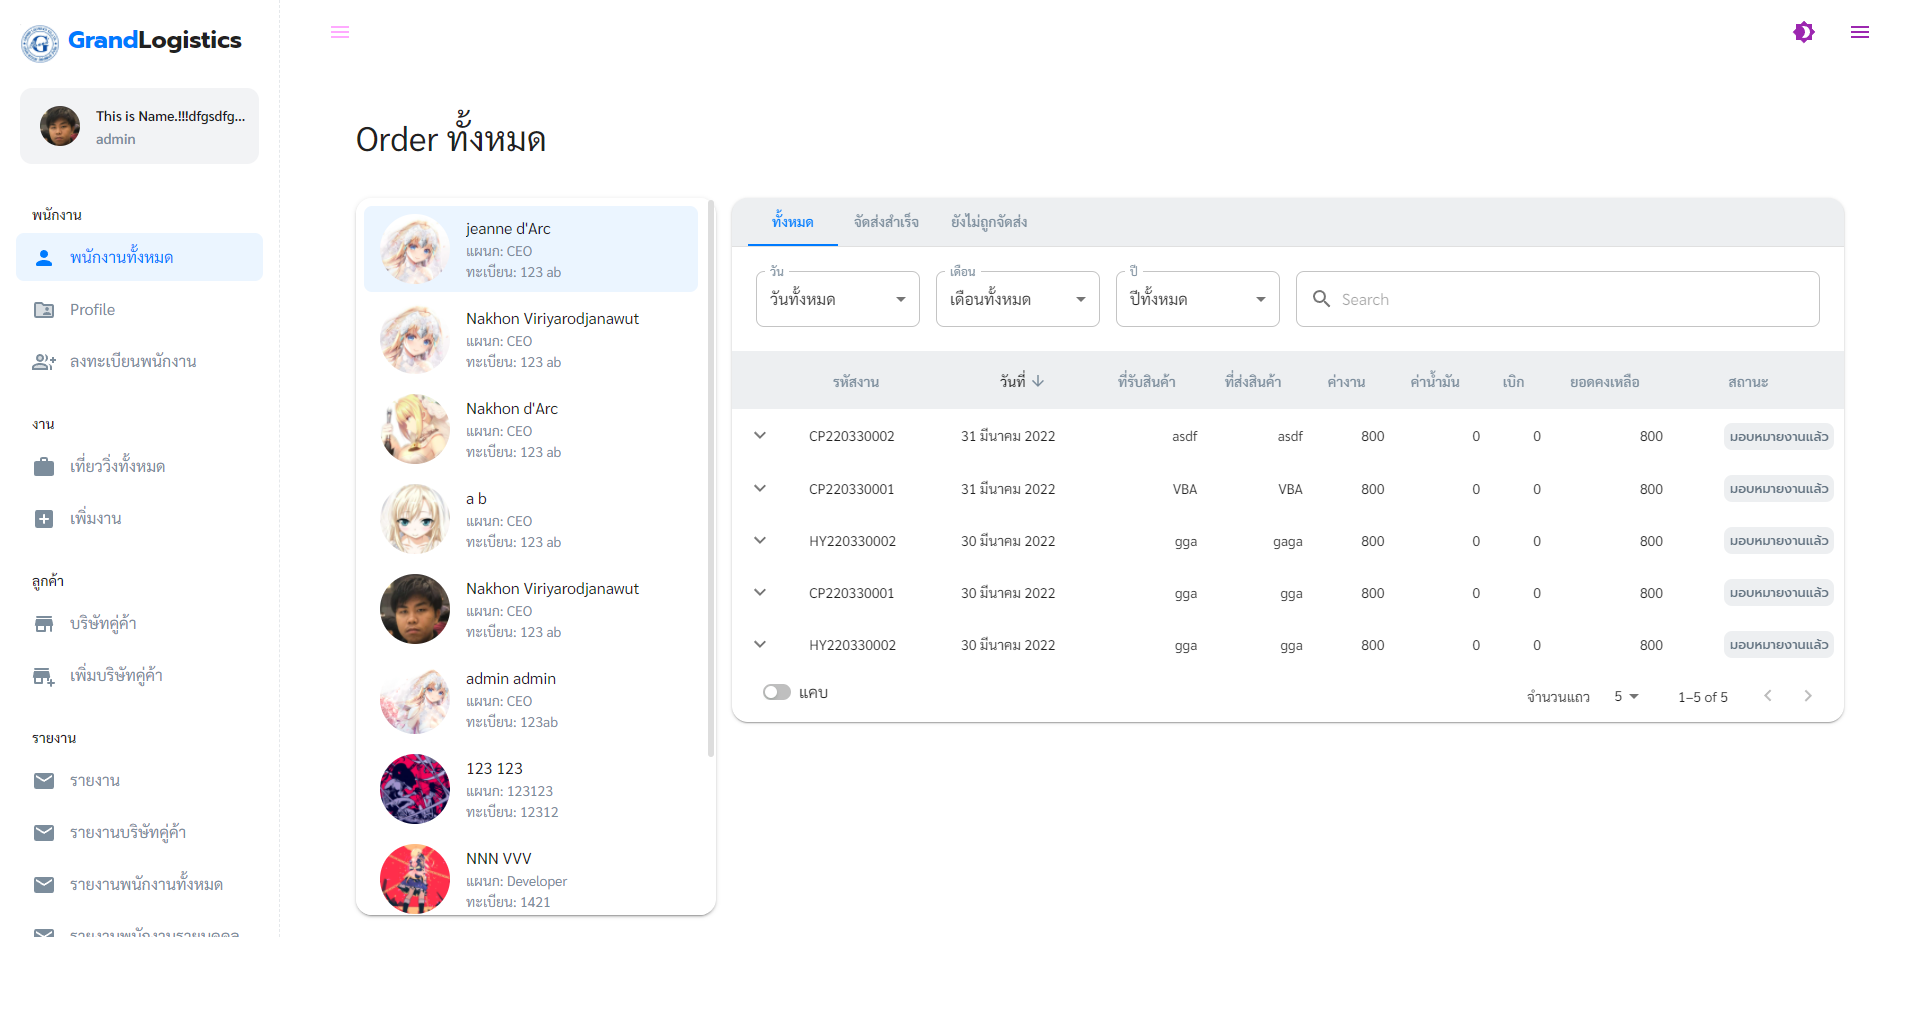 GrandLogistics
This is Name.!!!dfgsdfg...
admin
พนักงาน
พนักงานทั้งหมด
Profile
ลงทะเบียนพนักงาน
งาน
เที่ยววิ่งทั้งหมด
เพิ่มงาน
ลูกค้า
บริษัทคู่ค้า
เพิ่มบริษัทคู่ค้า
รายงาน
รายงาน
รายงานบริษัทคู่ค้า
รายงานพนักงานทั้งหมด
รายงานพนักงานรายบุคคล
Order ทั้งหมด
jeanne d'Arc
แผนก: CEO
ทะเบียน: 123 ab
Nakhon Viriyarodjanawut
แผนก: CEO
ทะเบียน: 123 ab
Nakhon d'Arc
แผนก: CEO
ทะเบียน: 123 ab
a b
แผนก: CEO
ทะเบียน: 123 ab
Nakhon Viriyarodjanawut
แผนก: CEO
ทะเบียน: 123 ab
admin admin
แผนก: CEO
ทะเบียน: 123ab
123 123
แผนก: 123123
ทะเบียน: 12312
NNN VVV
แผนก: Developer
ทะเบียน: 1421
ทั้งหมด จัดส่งสำเร็จ ยังไม่ถูกจัดส่ง
วัน เดือน ปี
วันทั้งหมด เดือนทั้งหมด ปีทั้งหมด Search
รหัสงาน วันที่ ที่รับสินค้า ที่ส่งสินค้า ค่างาน ค่าน้ำมัน เบิก ยอดคงเหลือ สถานะ
CP220330002 31 มีนาคม 2022 asdf asdf 800 0 0 800 มอบหมายงานแล้ว
CP220330001 31 มีนาคม 2022 VBA VBA 800 0 0 800 มอบหมายงานแล้ว
HY220330002 30 มีนาคม 2022 gga gaga 800 0 0 800 มอบหมายงานแล้ว
CP220330001 30 มีนาคม 2022 gga gga 800 0 0 800 มอบหมายงานแล้ว
HY220330002 30 มีนาคม 2022 gga gga 800 0 0 800 มอบหมายงานแล้ว
แคบ จำนวนแถว 5 1–5 of 5